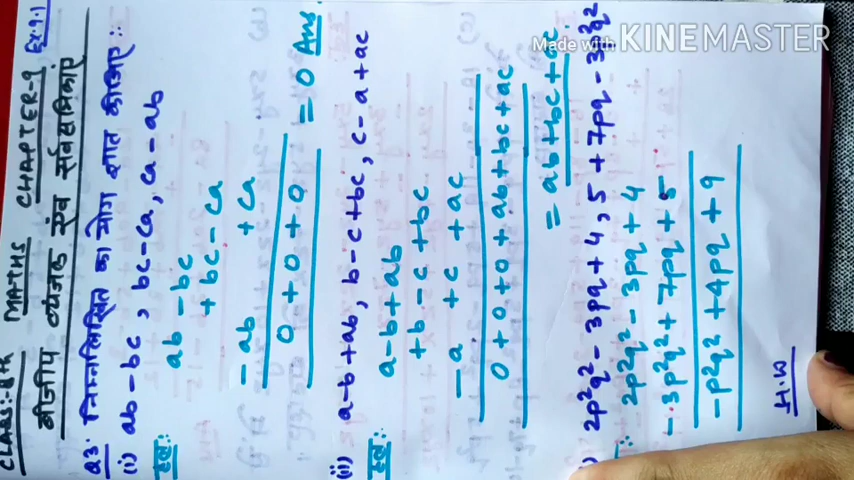 CLASS:- 8th MATHS CHAPTER-9 Ex. 9.1
बीजीय व्यंजक एंव सर्वसमिकाएं
Q3. निम्नलिखित का योग ज्ञात कीजिए :-
(i) ab - bc, bc - ca, ca - ab
हल:- ab - bc
+ bc - ca
- ab + ca
0 + 0 + 0 = 0 Ans.
(ii) a-b+ab, b-c+bc, c-a+ac
हल:- a-b+ab
+b-c+bc
-a +c +ac
0+0+0+ab+bc+ac
= ab+bc+ac.
) 2p²q² - 3pq + 4, 5 + 7pq - 3p²q²
:- 2p²q² - 3pq + 4
- 3p²q² + 7pq + 5
- p²q² + 4pq + 9
H.W
Made with KINEMASTER